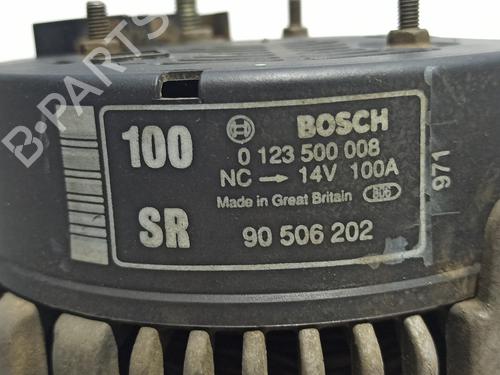 B-PARTS
100
BOSCH
0 123 500 008
NC → 14V 100A
Made in Great Britain 806
SR
90 506 202
971